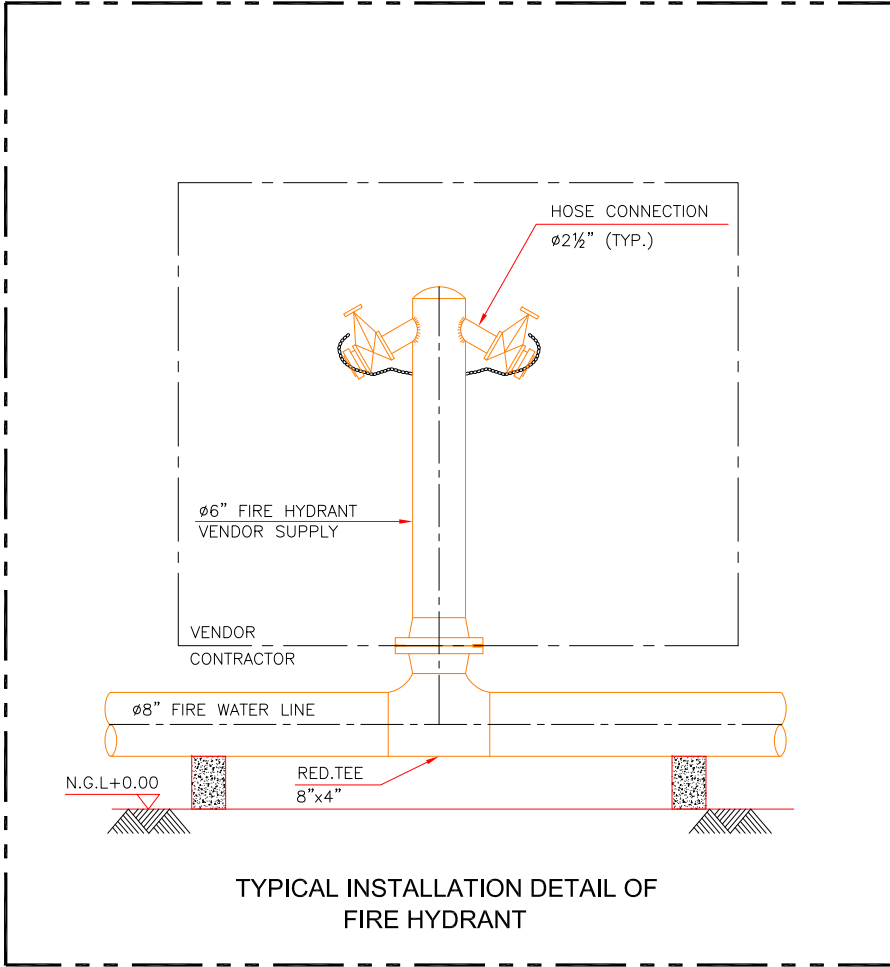 HOSE CONNECTION
ø2½" (TYP.)
ø6" FIRE HYDRANT
VENDOR SUPPLY
VENDOR
CONTRACTOR
ø8" FIRE WATER LINE
N.G.L+0.00
RED.TEE
8"x4"
TYPICAL INSTALLATION DETAIL OF
FIRE HYDRANT